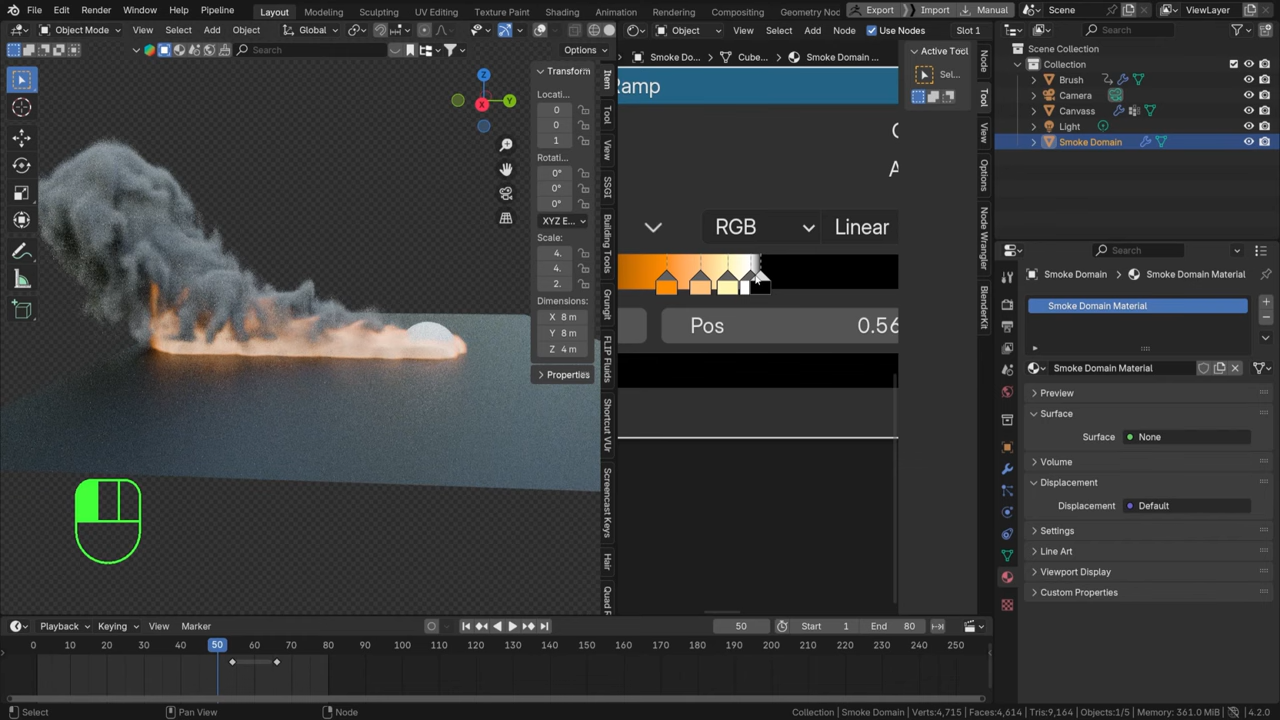 File Edit Render Window Help Pipeline Layout Modeling Sculpting UV Editing Texture Paint Shading Animation Rendering Compositing Geometry No Export Import Manual Scene ViewLayer
Object Mode View Select Add Object Global Object View Select Add Node Use Nodes Slot 1 Search
Search Options Smoke Do... Cube... Smoke Domain ... Active Tool Scene Collection
Sel...
Collection
Brush
Camera
Canvass
Light
Smoke Domain
Transform
Locati...
0
0
1
Rotati...
0°
0°
0°
XYZ E...
Scale:
4.
4.
2.
Dimensions:
X 8 m
Y 8 m
Z 4 m
Properties
Item
Tool
View
SSGI
Building Tools
Grungit
FLIP Fluids
Shortcut VUr
Screencast Keys
Hair
Quad R
Ramp
RGB Linear
Pos 0.56
Node
Tool
View
Options
Node Wrangler
BlenderKit
Search
Smoke Domain Smoke Domain Material
Smoke Domain Material
Smoke Domain Material
Preview
Surface
Surface None
Volume
Displacement
Displacement Default
Settings
Line Art
Viewport Display
Custom Properties
Playback Keying View Marker 50 Start 1 End 80
0 10 20 30 40 50 60 70 80 90 100 110 120 130 140 150 160 170 180 190 200 210 220 230 240 250
Select Pan View Node Collection | Smoke Domain | Verts:4,715 | Faces:4,614 | Tris:9,164 | Objects:1/5 | Memory: 361.0 MiB 4.2.0